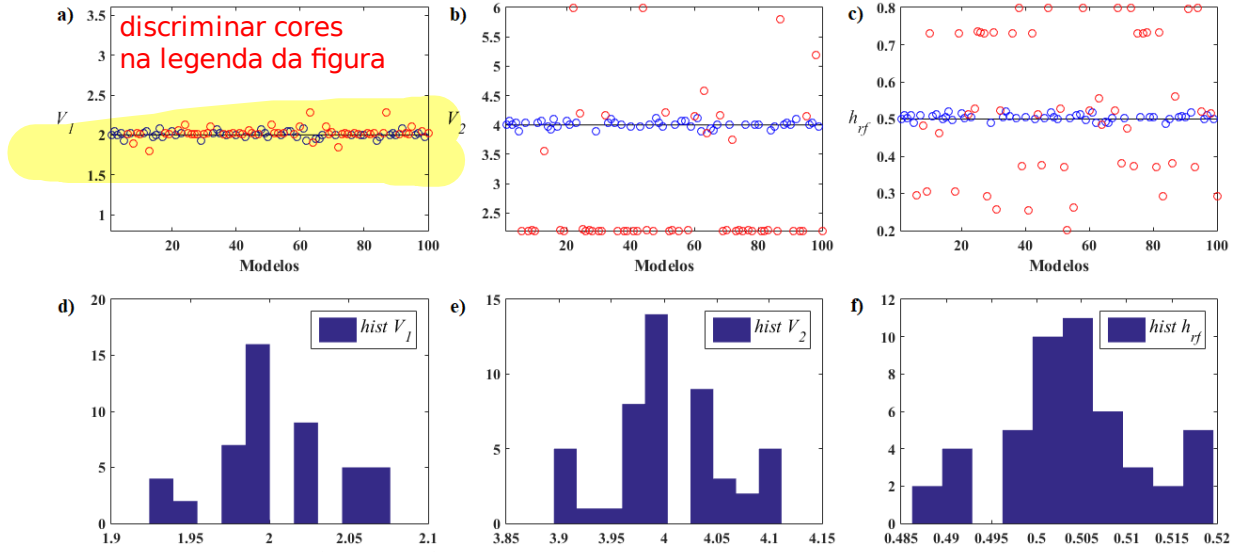 a)
discriminar cores
na legenda da figura
3.5
3
2.5
2
1.5
1
V1
20 40 60 80 100
Modelos
b)
6
5.5
5
4.5
4
3.5
3
2.5
V2
20 40 60 80 100
Modelos
c)
0.8
0.7
0.6
0.5
0.4
0.3
0.2
hrf
20 40 60 80 100
Modelos
d)
20
15
10
5
0
hist V1
1.9 1.95 2 2.05 2.1
e)
15
10
5
0
hist V2
3.85 3.9 3.95 4 4.05 4.1 4.15
f)
12
10
8
6
4
2
0
hist hrf
0.485 0.49 0.495 0.5 0.505 0.51 0.515 0.52